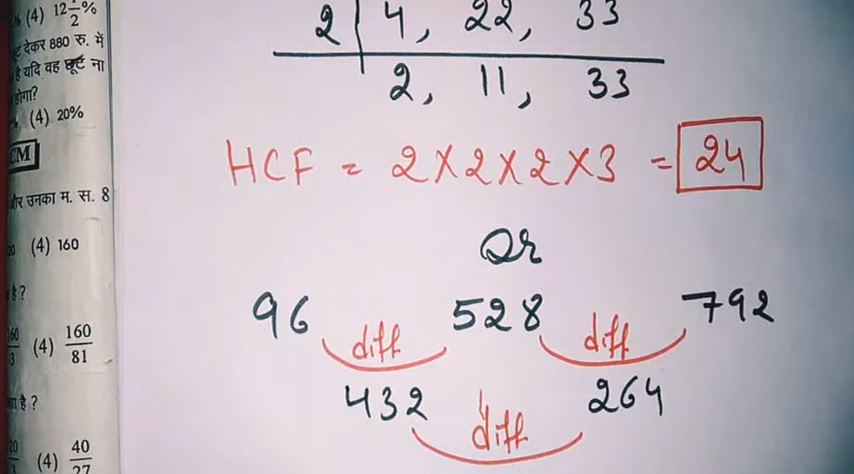 (4) 12 1/2 %
देकर 880 रु. में
है यदि वह छूट ना
होगा?
(4) 20%
CM
और उनका म. स. 8
(4) 160
है ?
(4) 160/81
है ?
(4) 40/27
2 | 4, 22, 33
2, 11, 33
HCF = 2 X 2 X 2 X 3 = 24
Or
96 528 792
diff diff
432 264
diff